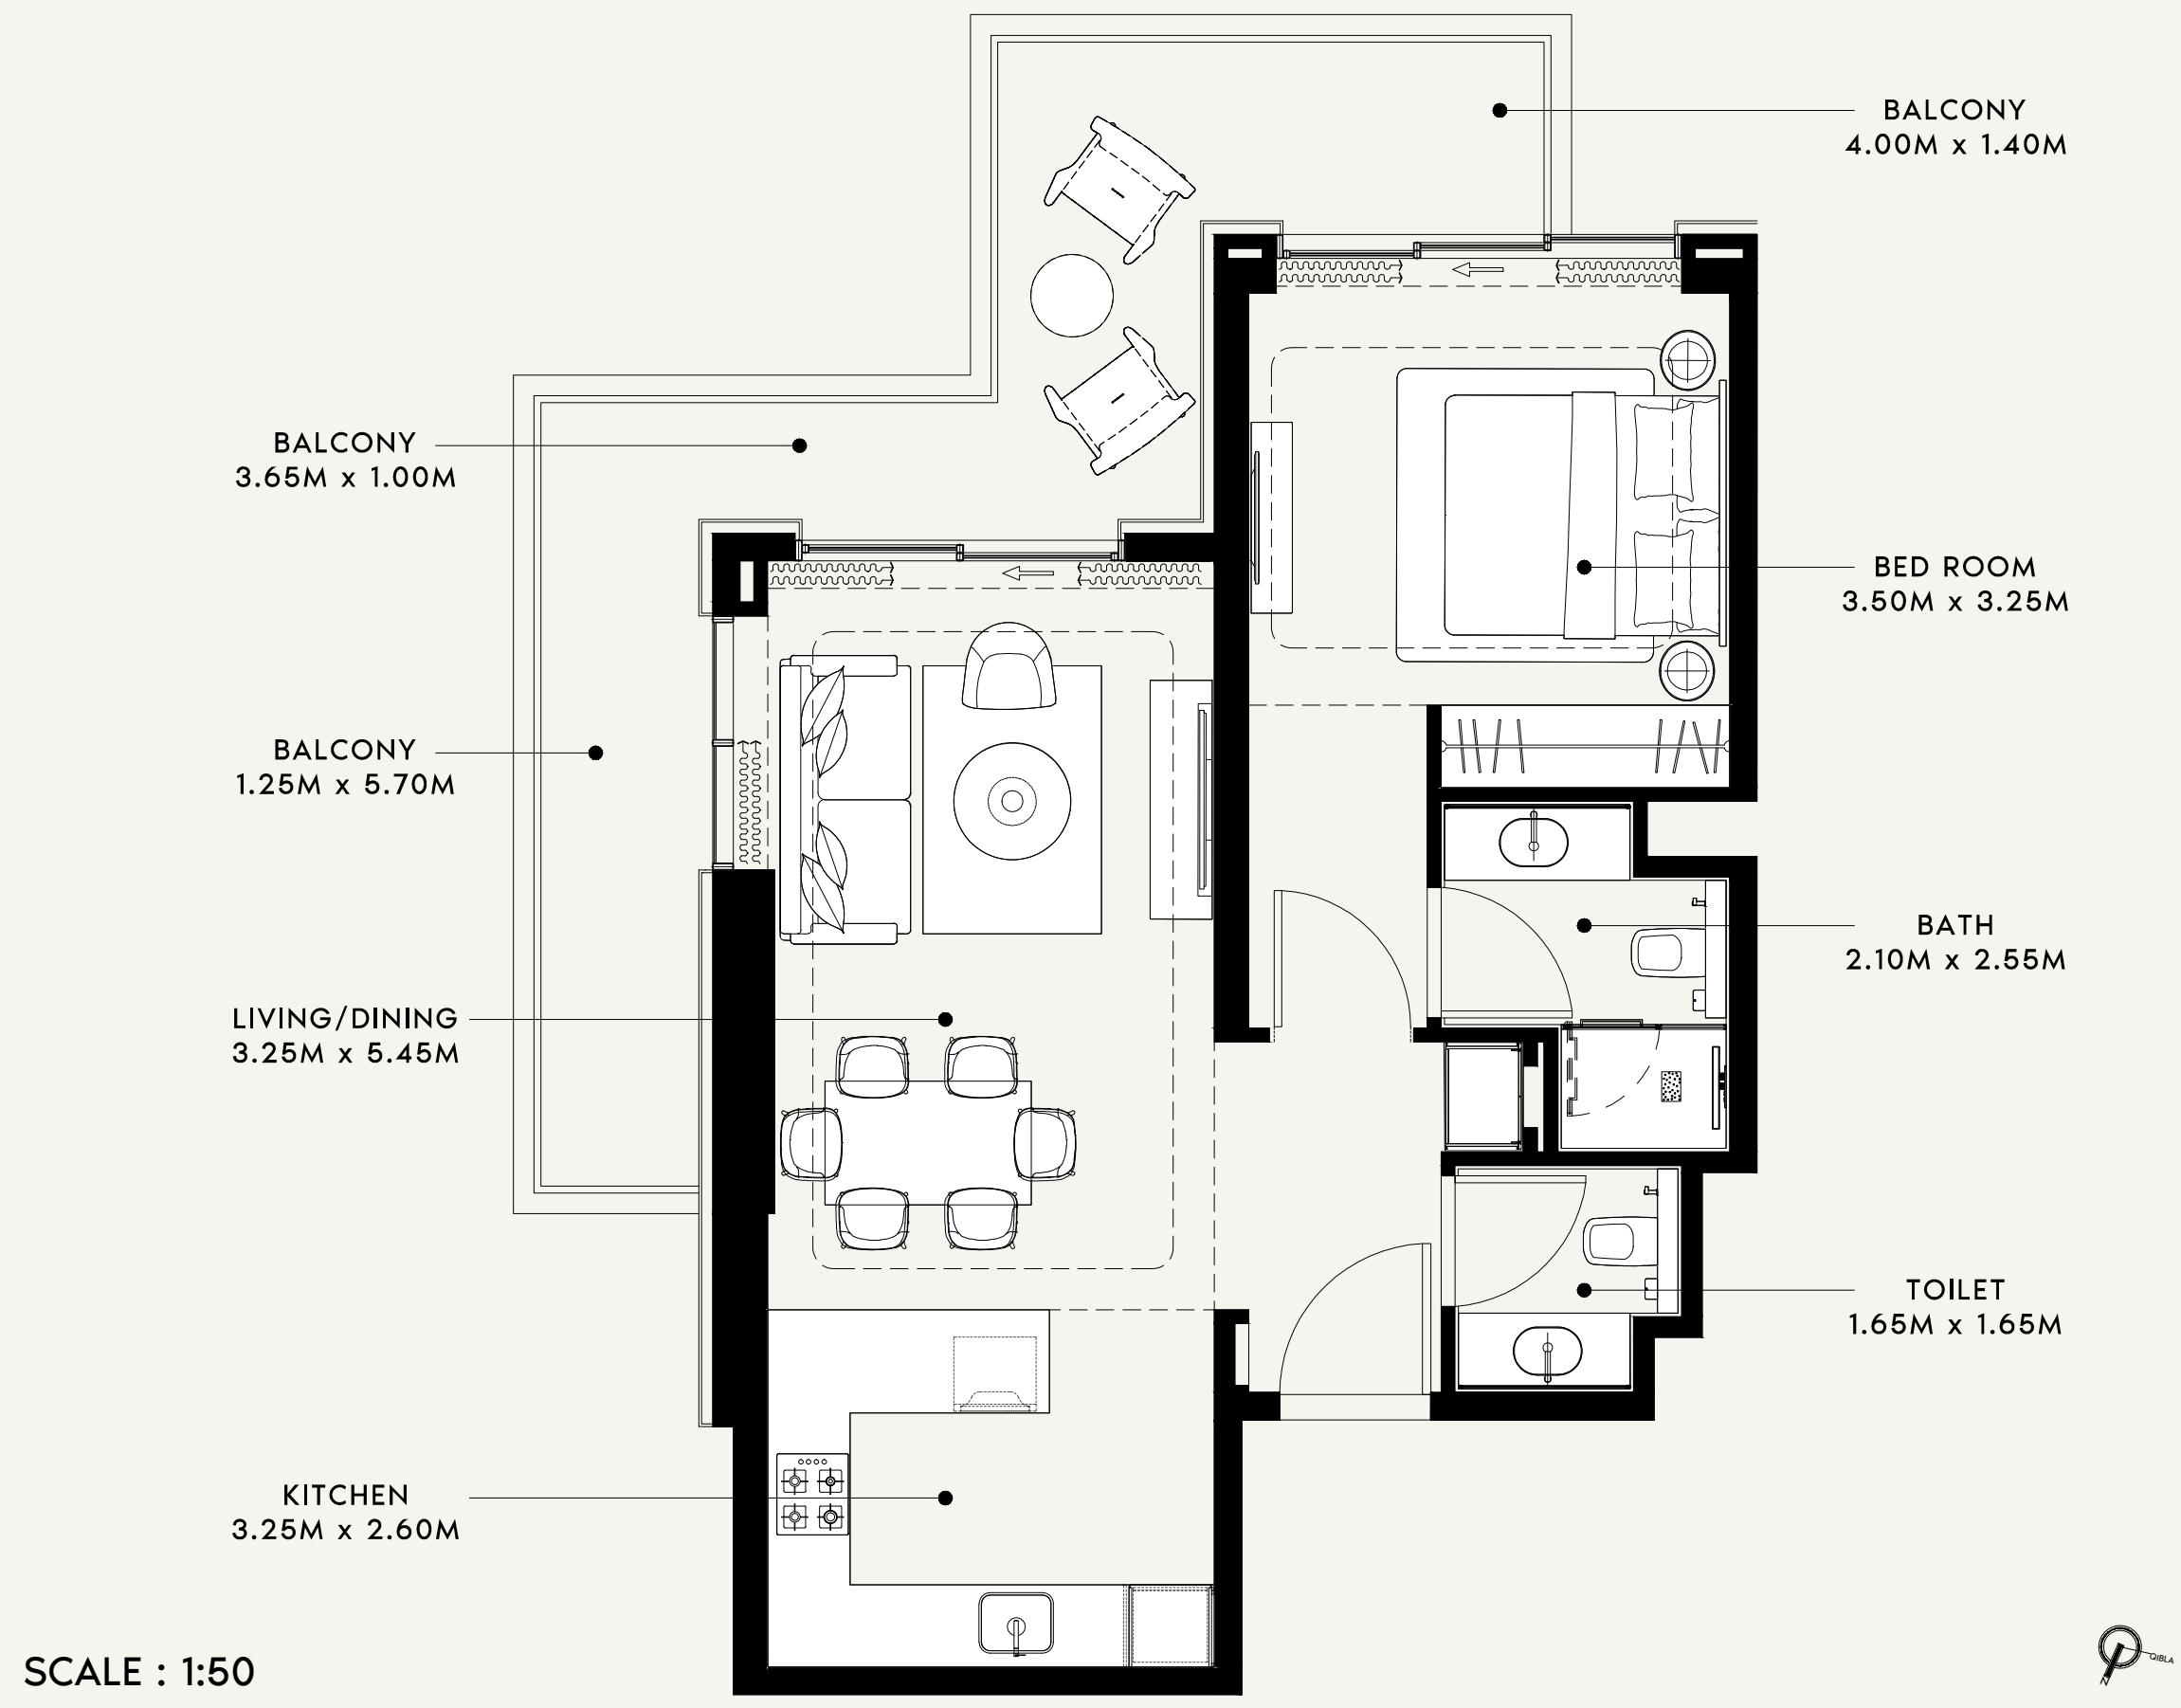 BALCONY
4.00M x 1.40M
BALCONY
3.65M x 1.00M
BED ROOM
3.50M x 3.25M
BALCONY
1.25M x 5.70M
BATH
2.10M x 2.55M
LIVING/DINING
3.25M x 5.45M
TOILET
1.65M x 1.65M
KITCHEN
3.25M x 2.60M
SCALE : 1:50
QIBLA
N